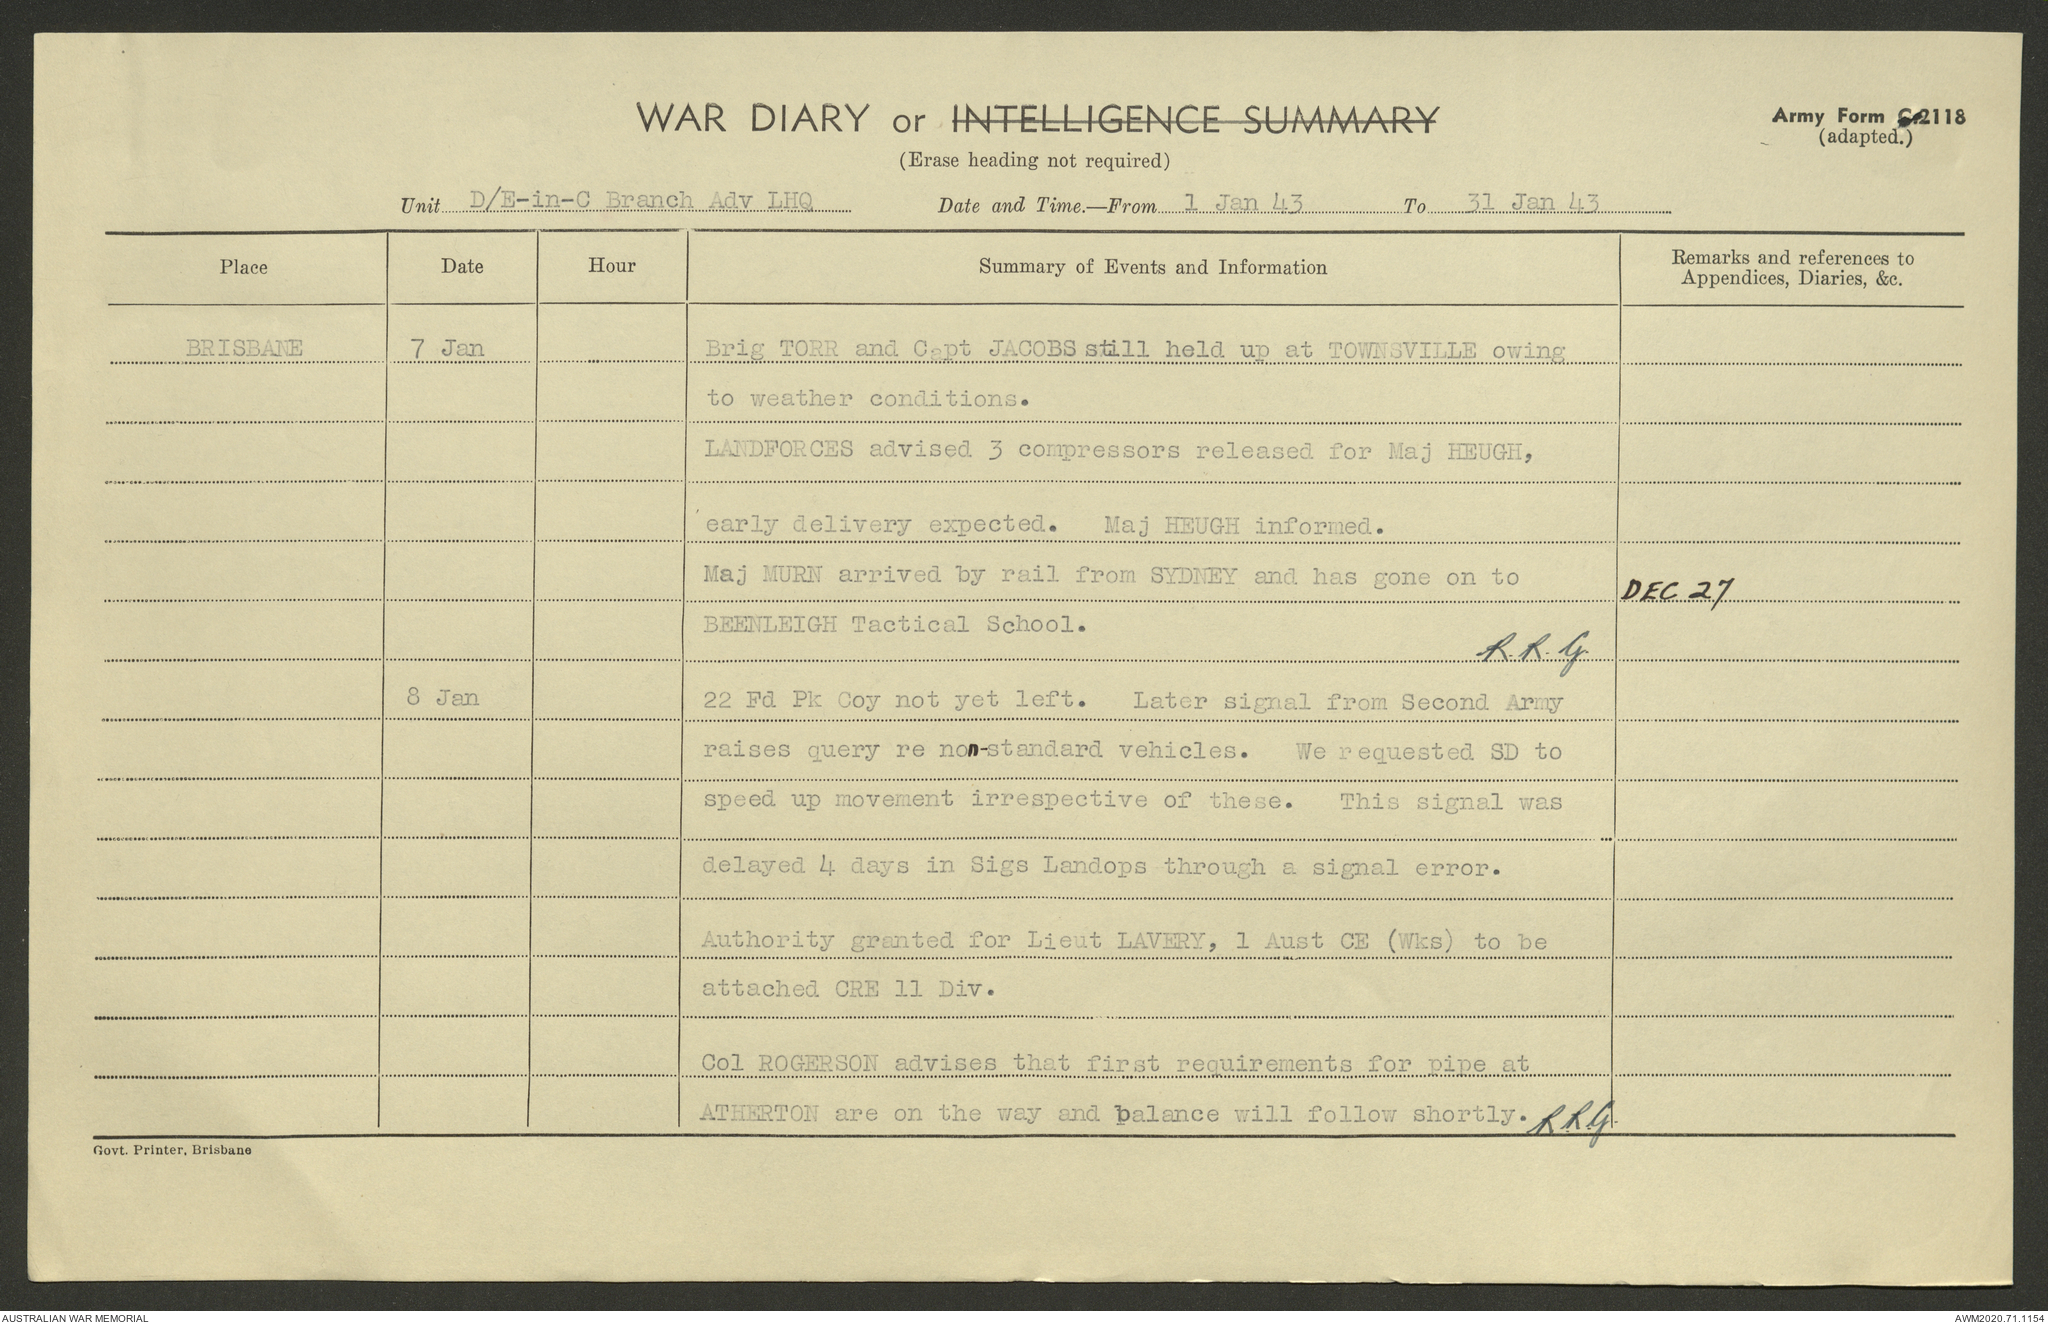 WAR DIARY or INTELLIGENCE SUMMARY
Army Form C.2118
(adapted.)
(Erase heading not required)
Unit D/E-in-C Branch Adv LHQ Date and Time.—From 1 Jan 43 To 31 Jan 43
Place Date Hour Summary of Events and Information Remarks and references to
Appendices, Diaries, &c.
BRISBANE 7 Jan Brig TORR and Capt JACOBS still held up at TOWNSVILLE owing
to weather conditions.
LANDFORCES advised 3 compressors released for Maj HEUGH,
early delivery expected. Maj HEUGH informed.
Maj MURN arrived by rail from SYDNEY and has gone on to DEC 27
BEENLEIGH Tactical School.
R.R.G.
8 Jan 22 Fd Pk Coy not yet left. Later signal from Second Army
raises query re non-standard vehicles. We requested SD to
speed up movement irrespective of these. This signal was
delayed 4 days in Sigs Landops through a signal error.
Authority granted for Lieut LAVERY, 1 Aust CE (Wks) to be
attached CRE 11 Div.
Col ROGERSON advises that first requirements for pipe at
ATHERTON are on the way and balance will follow shortly. R.R.G.
Govt. Printer, Brisbane
AUSTRALIAN WAR MEMORIAL AWM2020.71.1154